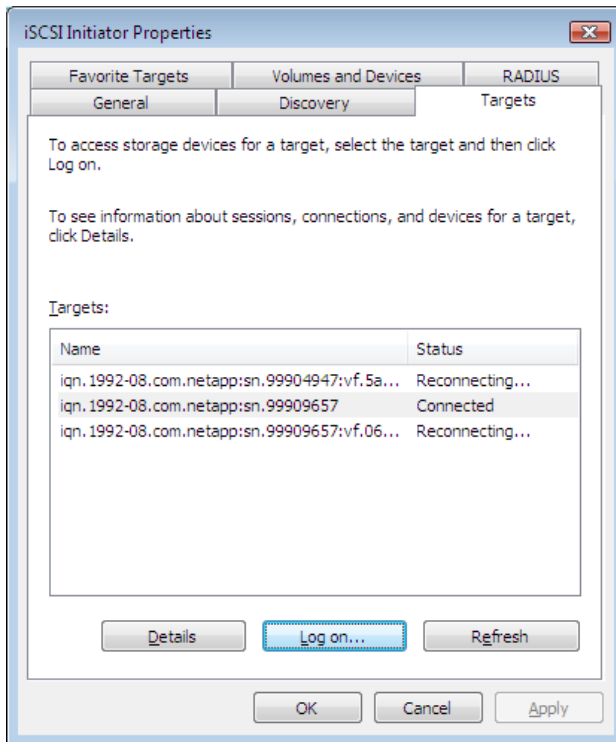 iSCSI Initiator Properties
Favorite Targets Volumes and Devices RADIUS
General Discovery Targets
To access storage devices for a target, select the target and then click
Log on.
To see information about sessions, connections, and devices for a target,
click Details.
Targets:
Name Status
iqn.1992-08.com.netapp:sn.99904947:vf.5a... Reconnecting...
iqn.1992-08.com.netapp:sn.99909657 Connected
iqn.1992-08.com.netapp:sn.99909657:vf.06... Reconnecting...
Details Log on... Refresh
OK Cancel Apply